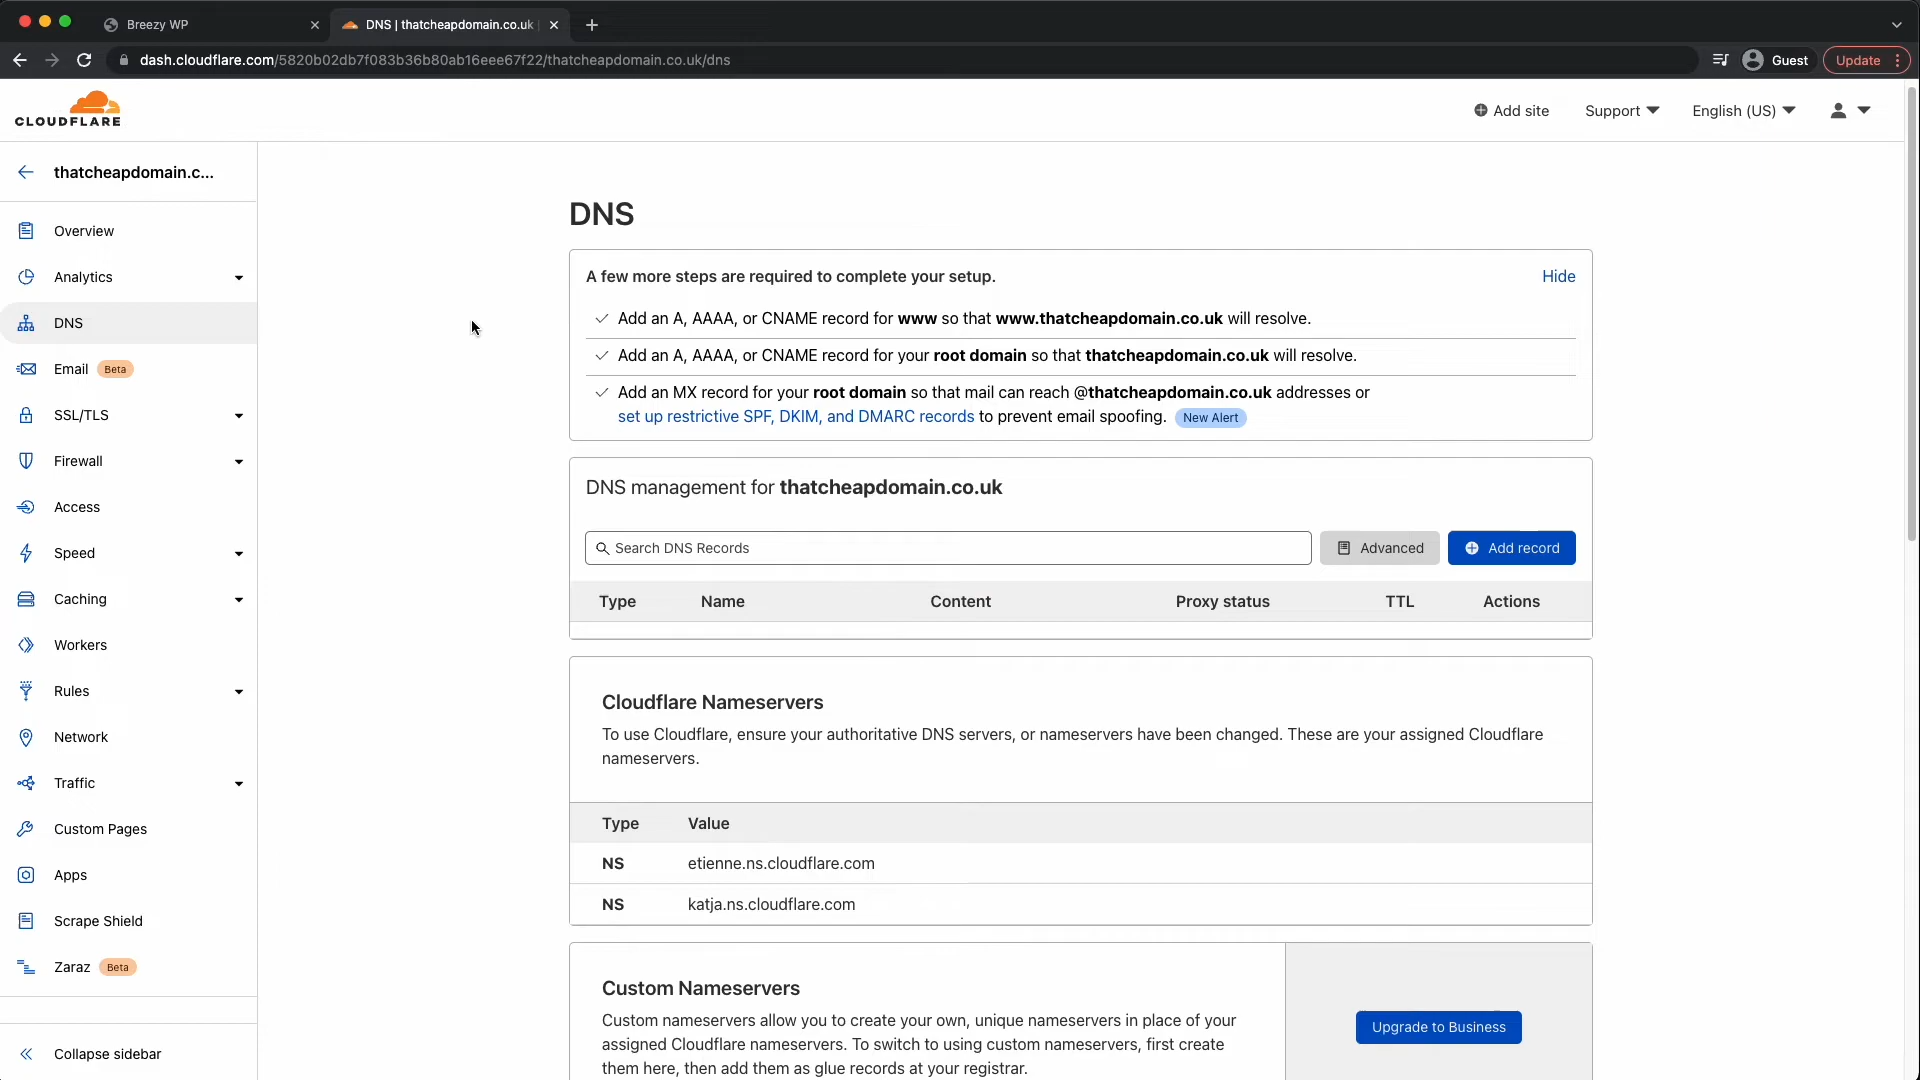 Breezy WP
DNS | thatcheapdomain.co.uk |
dash.cloudflare.com/5820b02db7f083b36b80ab16eee67f22/thatcheapdomain.co.uk/dns
Guest
Update
CLOUDFLARE
Add site
Support
English (US)
thatcheapdomain.c...
Overview
Analytics
DNS
Email Beta
SSL/TLS
Firewall
Access
Speed
Caching
Workers
Rules
Network
Traffic
Custom Pages
Apps
Scrape Shield
Zaraz Beta
Collapse sidebar
DNS
A few more steps are required to complete your setup.
Hide
Add an A, AAAA, or CNAME record for www so that www.thatcheapdomain.co.uk will resolve.
Add an A, AAAA, or CNAME record for your root domain so that thatcheapdomain.co.uk will resolve.
Add an MX record for your root domain so that mail can reach @thatcheapdomain.co.uk addresses or
set up restrictive SPF, DKIM, and DMARC records to prevent email spoofing. New Alert
DNS management for thatcheapdomain.co.uk
Search DNS Records
Advanced
Add record
Type Name Content Proxy status TTL Actions
Cloudflare Nameservers
To use Cloudflare, ensure your authoritative DNS servers, or nameservers have been changed. These are your assigned Cloudflare
nameservers.
Type Value
NS etienne.ns.cloudflare.com
NS katja.ns.cloudflare.com
Custom Nameservers
Custom nameservers allow you to create your own, unique nameservers in place of your
assigned Cloudflare nameservers. To switch to using custom nameservers, first create
them here, then add them as glue records at your registrar.
Upgrade to Business